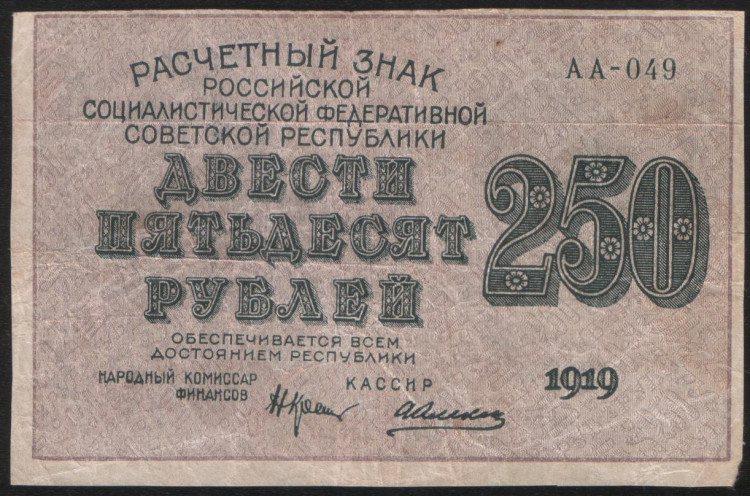 РАСЧЕТНЫЙ ЗНАК
АА-049
РОССИЙСКОЙ
СОЦИАЛИСТИЧЕСКОЙ ФЕДЕРАТИВНОЙ
СОВЕТСКОЙ РЕСПУБЛИКИ
ДВЕСТИ
ПЯТЬДЕСЯТ
РУБЛЕЙ
250
ОБЕСПЕЧИВАЕТСЯ ВСЕМ
ДОСТОЯНИЕМ РЕСПУБЛИКИ
НАРОДНЫЙ КОМИССАР
ФИНАНСОВ
КАССИР
1919